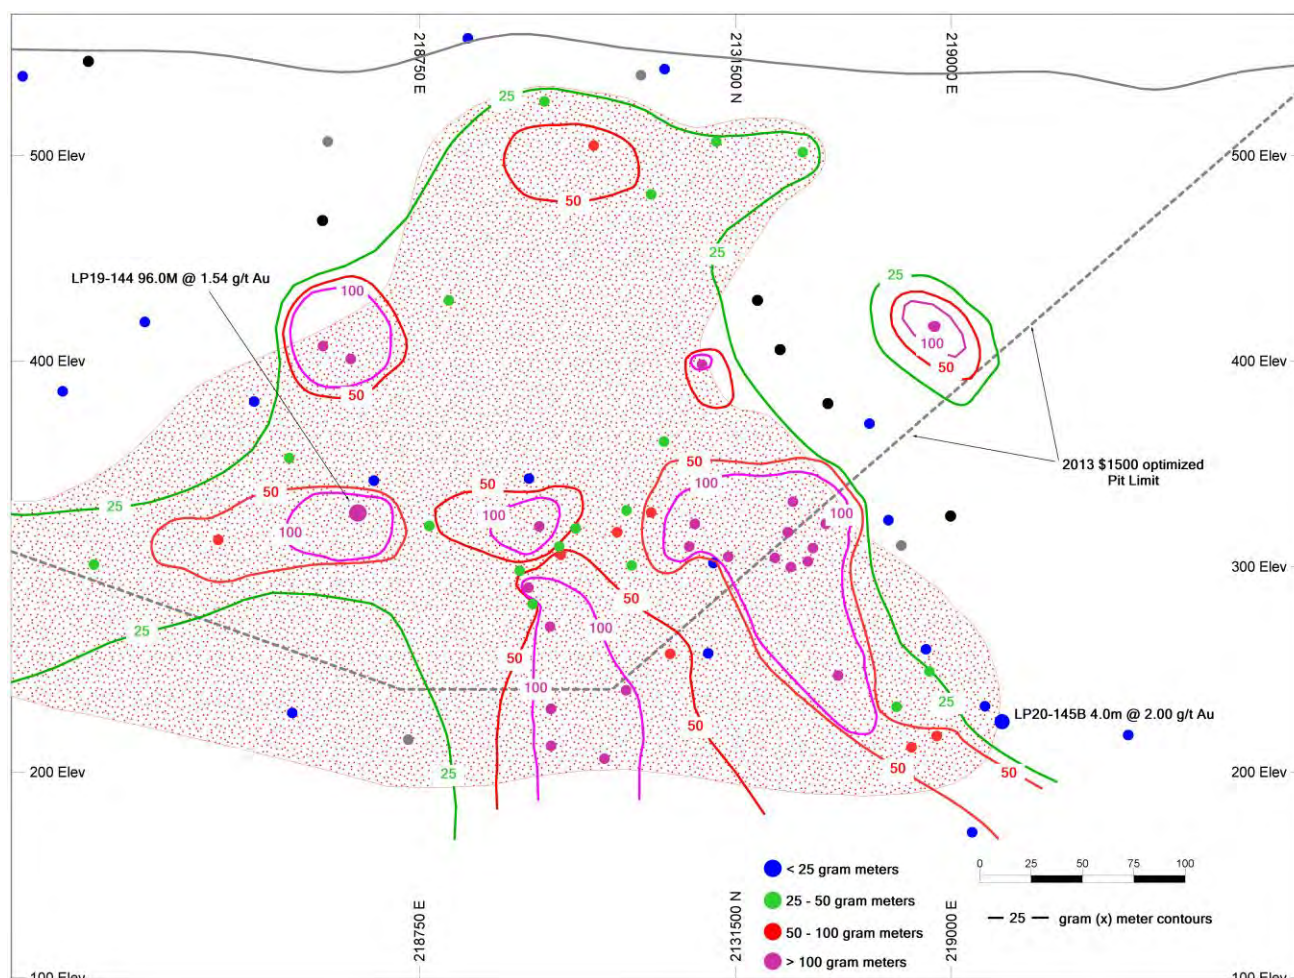 218750 E
2131500 N
219000 E
25
500 Elev
500 Elev
50
25
LP19-144 96.0M @ 1.54 g/t Au
100
25
100
50
400 Elev
400 Elev
50
50
2013 $1500 optimized
Pit Limit
50
50
50
100
100
100
100
25
300 Elev
300 Elev
50
25
100
50
100
25
LP20-145B 4.0m @ 2.00 g/t Au
50
200 Elev
25
50
50
200 Elev
< 25 gram meters
25 - 50 gram meters
50 - 100 gram meters
> 100 gram meters
0 25 50 75 100
25 gram (x) meter contours
218750 E
2131500 N
219000 E
100 Elev
100 Elev